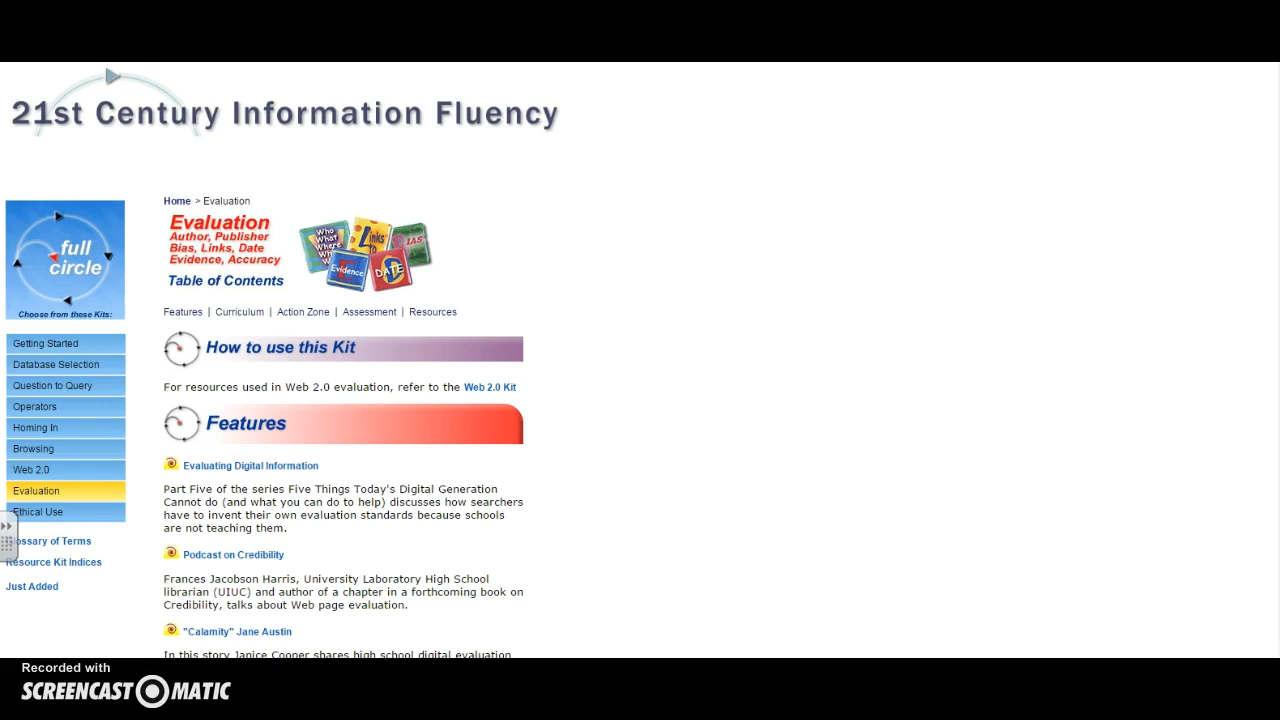 21st Century Information Fluency
full
circle
Choose from these Kits:
Getting Started
Database Selection
Question to Query
Operators
Homing In
Browsing
Web 2.0
Evaluation
Ethical Use
Glossary of Terms
Resource Kit Indices
Just Added
Home > Evaluation
Evaluation
Author, Publisher
Bias, Links, Date
Evidence, Accuracy
Table of Contents
Who
What
Where
Links
Evidence
DATE
Features | Curriculum | Action Zone | Assessment | Resources
How to use this Kit
For resources used in Web 2.0 evaluation, refer to the Web 2.0 Kit
Features
Evaluating Digital Information
Part Five of the series Five Things Today's Digital Generation
Cannot do (and what you can do to help) discusses how searchers
have to invent their own evaluation standards because schools
are not teaching them.
Podcast on Credibility
Frances Jacobson Harris, University Laboratory High School
librarian (UIUC) and author of a chapter in a forthcoming book on
Credibility, talks about Web page evaluation.
"Calamity" Jane Austin
In this story Janice Cooper shares high school digital evaluation
Recorded with
SCREENCAST-O-MATIC